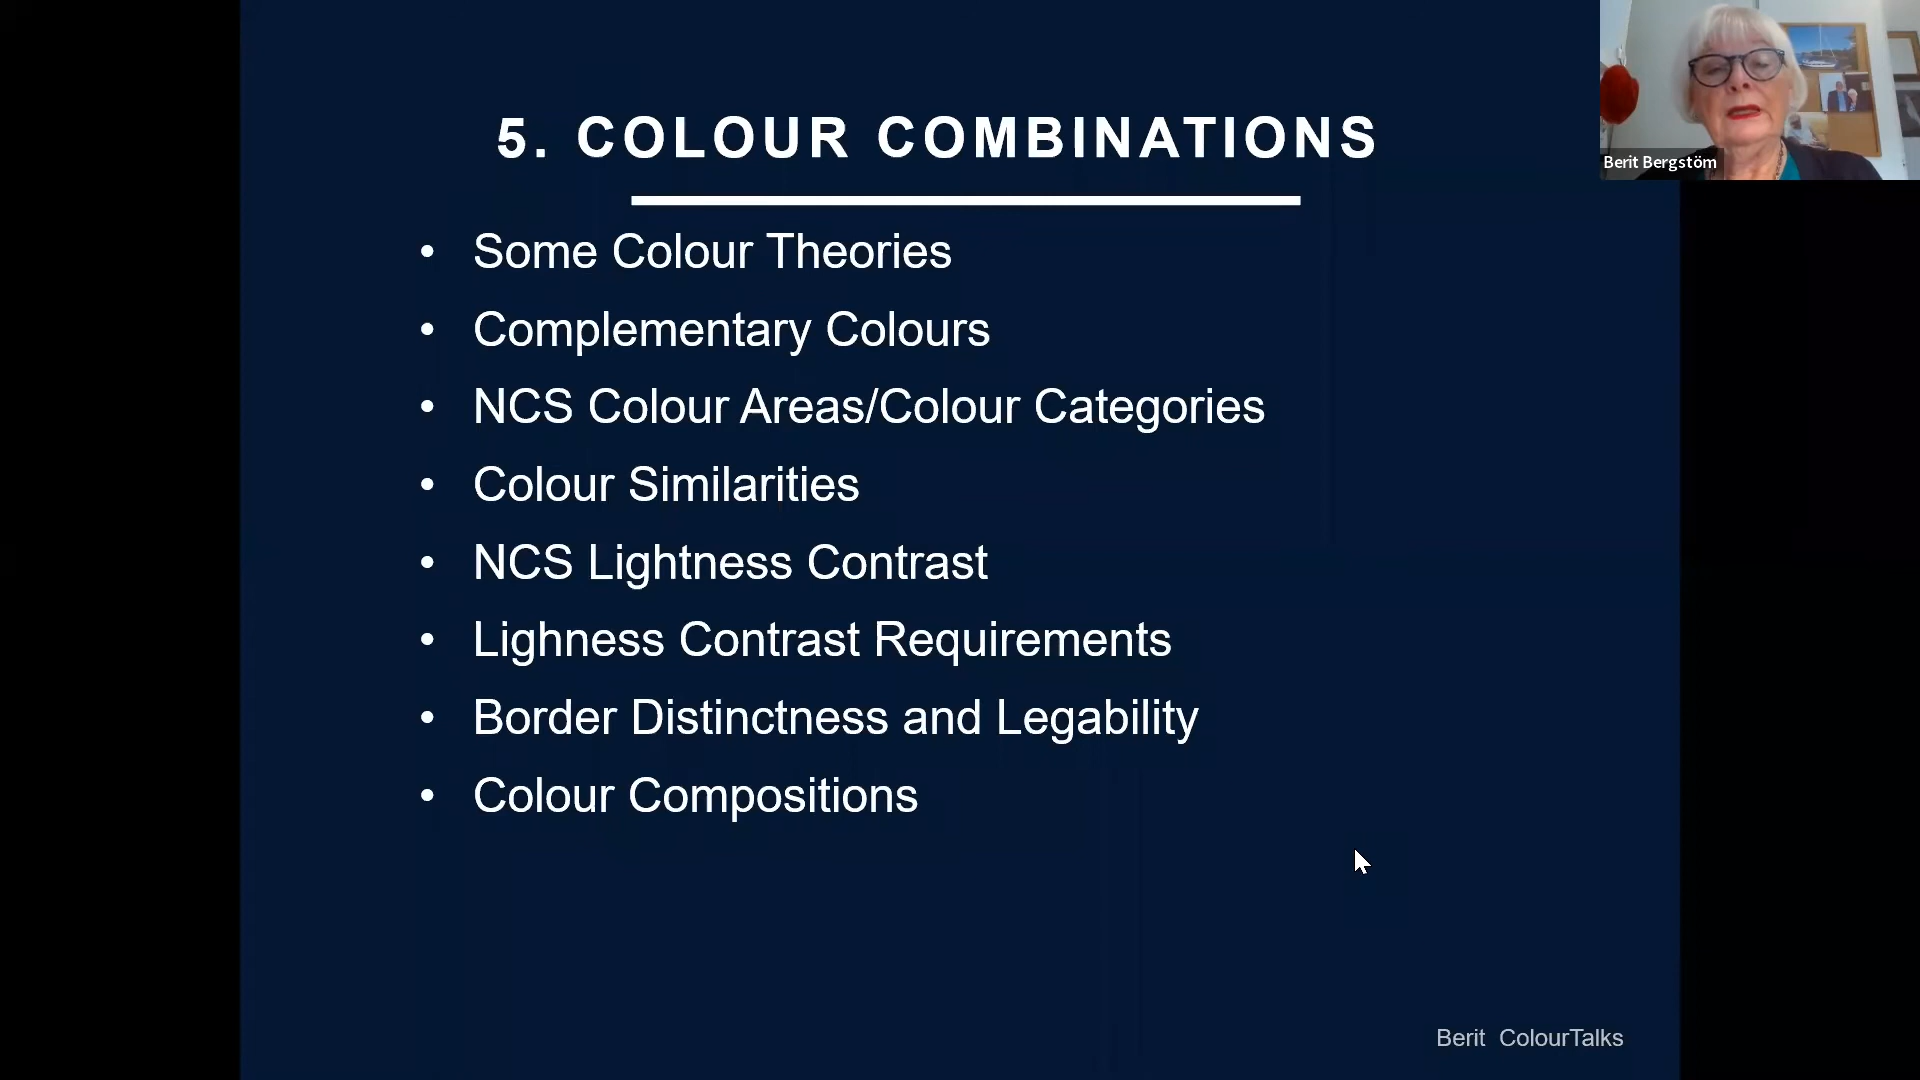 5. COLOUR COMBINATIONS
Berit Bergstöm
• Some Colour Theories
• Complementary Colours
• NCS Colour Areas/Colour Categories
• Colour Similarities
• NCS Lightness Contrast
• Lighness Contrast Requirements
• Border Distinctness and Legability
• Colour Compositions
Berit ColourTalks